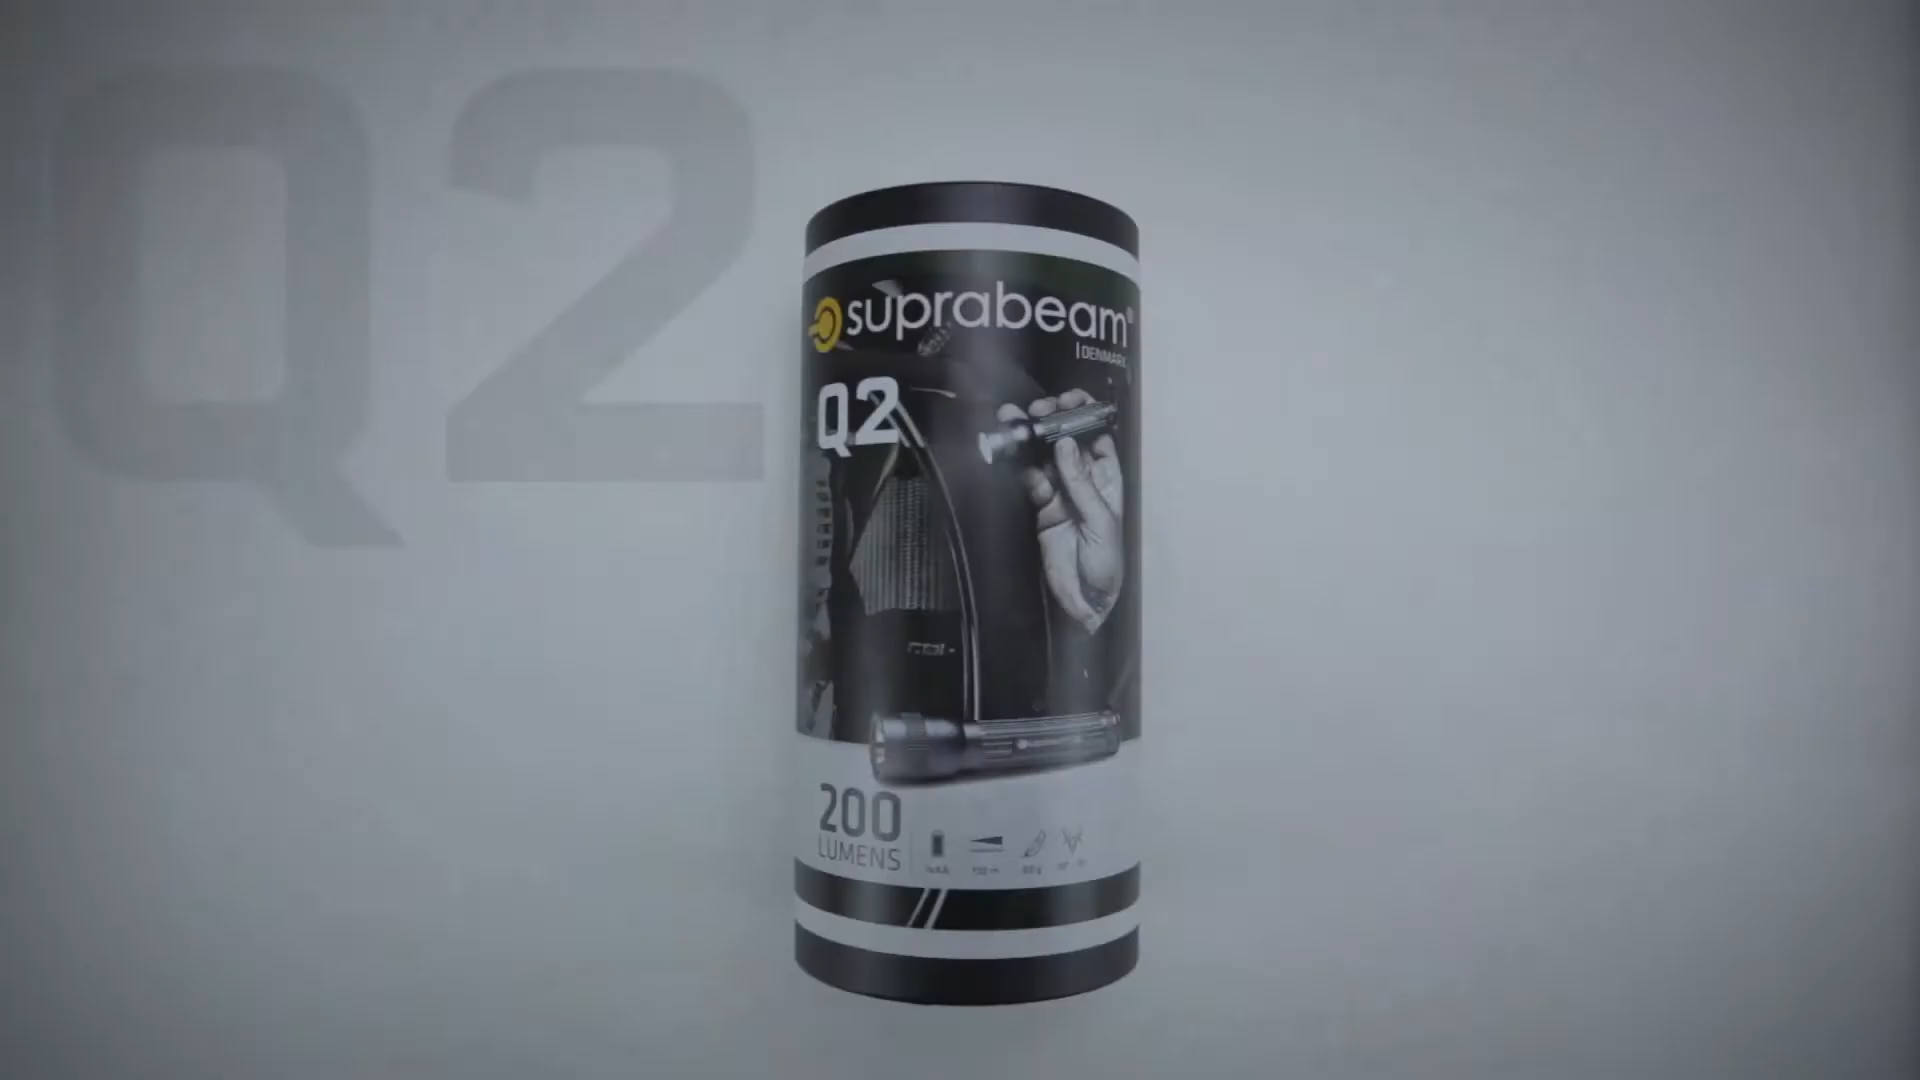 Q2
suprabeam®
DENMARK
Q2
200
LUMENS